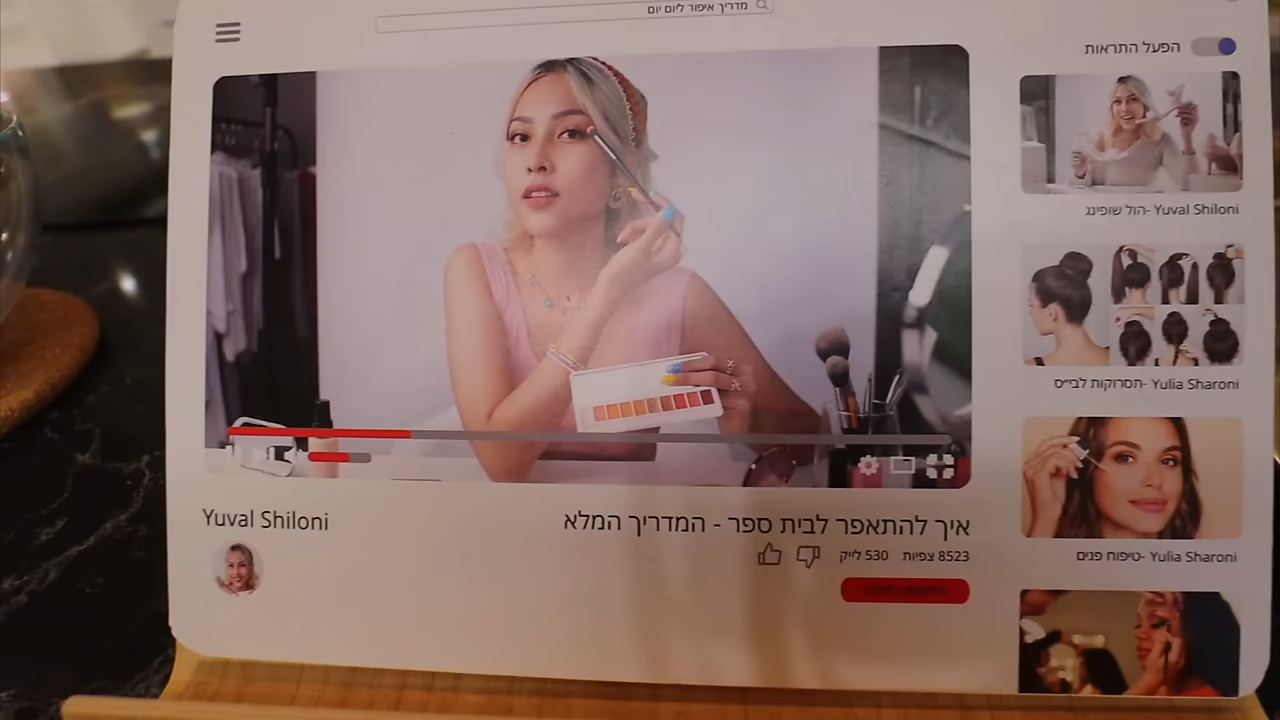 מדריך איפור ליום יום
הפעל התראות
Yuval Shiloni -הול שופינג
Yulia Sharoni -תסרוקות לבי״ס
Yulia Sharoni -טיפוח פנים
Yuval Shiloni
איך להתאפר לבית ספר - המדריך המלא
8523 צפיות 530 לייק